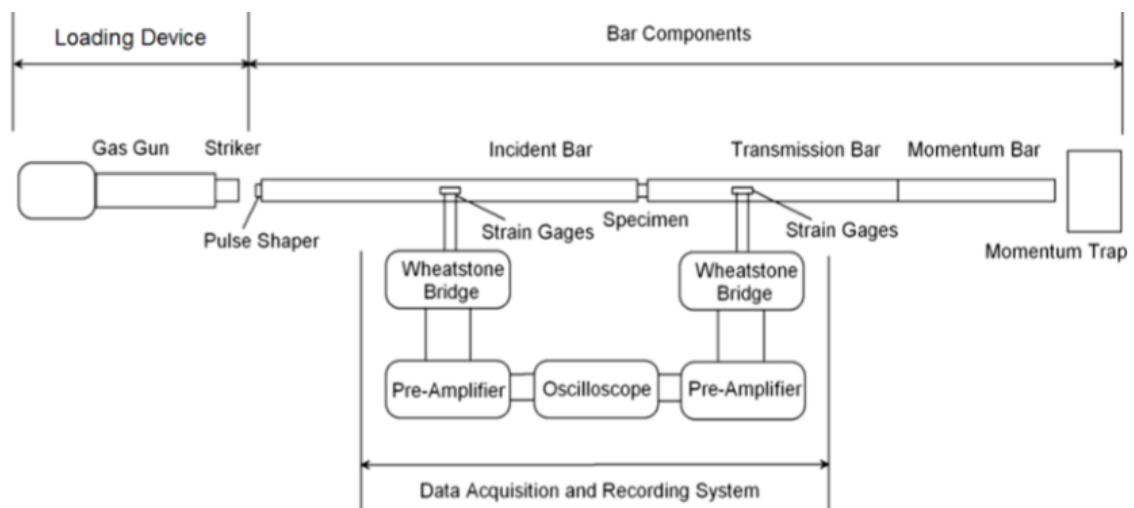 Loading Device
Bar Components
Gas Gun
Striker
Incident Bar
Transmission Bar
Momentum Bar
Pulse Shaper
Strain Gages
Specimen
Strain Gages
Momentum Trap
Wheatstone
Bridge
Wheatstone
Bridge
Pre-Amplifier
Oscilloscope
Pre-Amplifier
Data Acquisition and Recording System